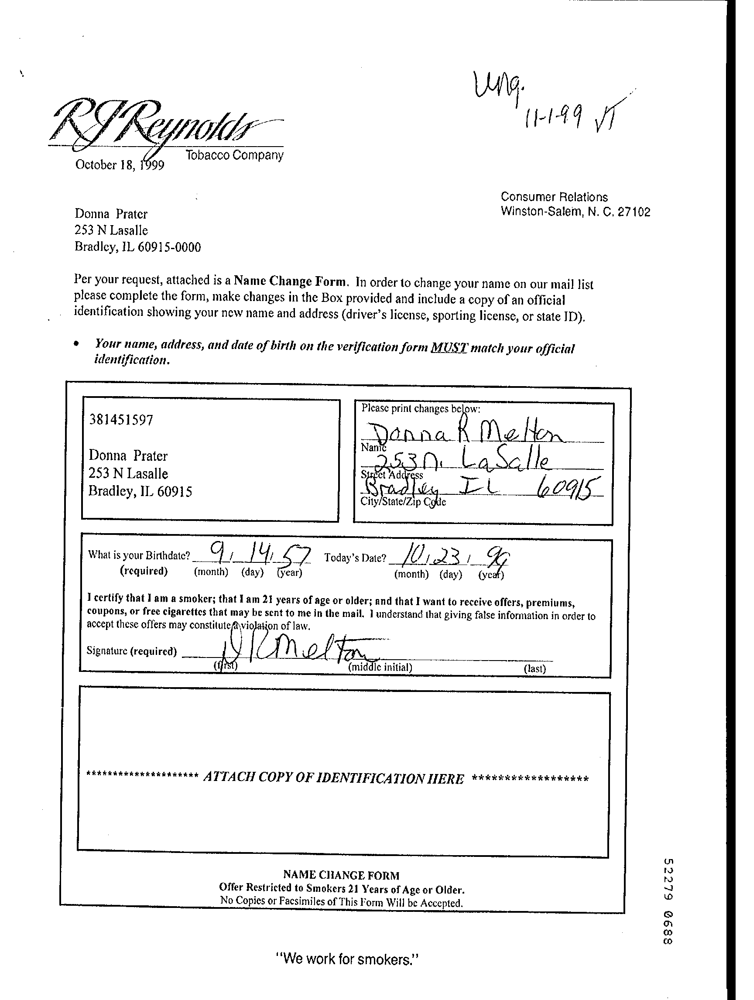 Ung.
11-1-99 VT
RJReynolds
Tobacco Company
October 18, 1999
Consumer Relations
Winston-Salem, N. C. 27102
Donna Prater
253 N Lasalle
Bradley, IL 60915-0000
Per your request, attached is a Name Change Form. In order to change your name on our mail list
please complete the form, make changes in the Box provided and include a copy of an official
identification showing your new name and address (driver's license, sporting license, or state ID).
• Your name, address, and date of birth on the verification form MUST match your official
identification.
381451597
Donna Prater
253 N Lasalle
Bradley, IL 60915
Please print changes below:
Donna R Melton
Name
253 N. LaSalle
Street Address
Bradley IL 60915
City/State/Zip Code
What is your Birthdate? 9 / 14 / 57 Today's Date? 10 / 23 / 99
(required) (month) (day) (year) (month) (day) (year)
I certify that I am a smoker; that I am 21 years of age or older; and that I want to receive offers, premiums,
coupons, or free cigarettes that may be sent to me in the mail. I understand that giving false information in order to
accept these offers may constitute a violation of law.
Signature (required) D R Melton
(first) (middle initial) (last)
********************* ATTACH COPY OF IDENTIFICATION HERE ******************
NAME CHANGE FORM
Offer Restricted to Smokers 21 Years of Age or Older.
No Copies or Facsimiles of This Form Will be Accepted.
52279 0688
"We work for smokers."